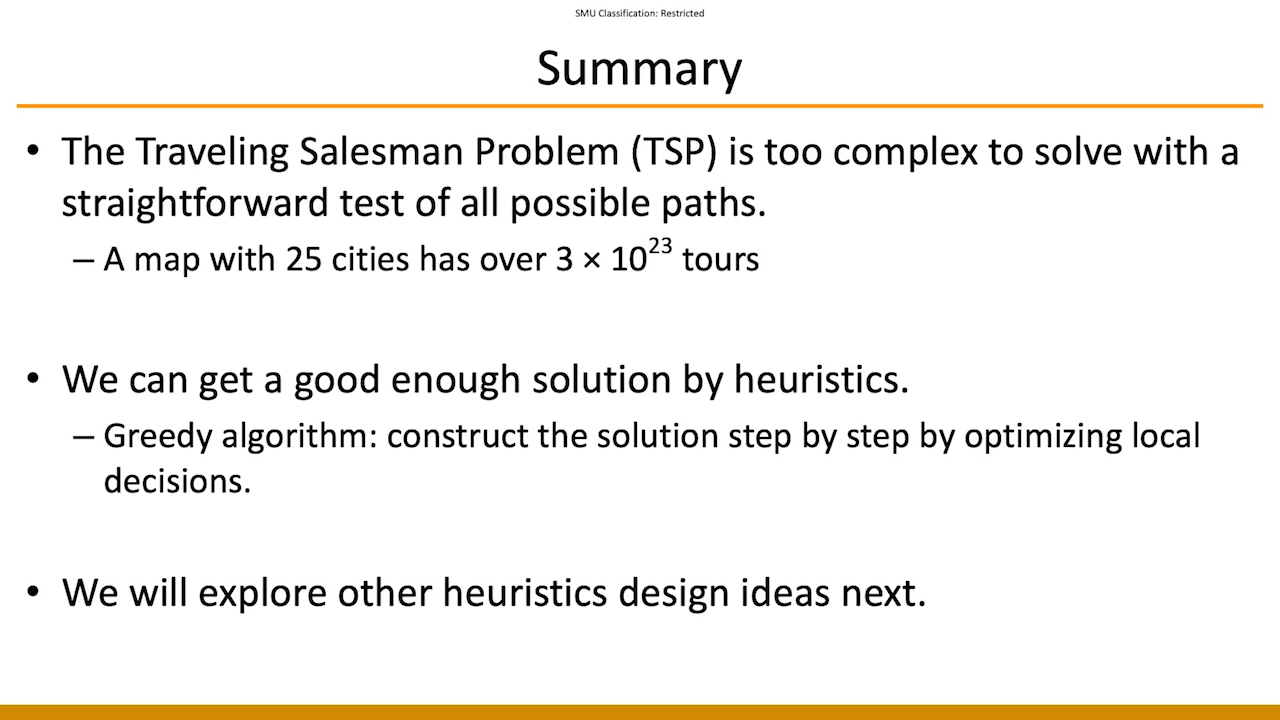 SMU Classification: Restricted
Summary
• The Traveling Salesman Problem (TSP) is too complex to solve with a
straightforward test of all possible paths.
– A map with 25 cities has over 3 × 10²³ tours
• We can get a good enough solution by heuristics.
– Greedy algorithm: construct the solution step by step by optimizing local
decisions.
• We will explore other heuristics design ideas next.